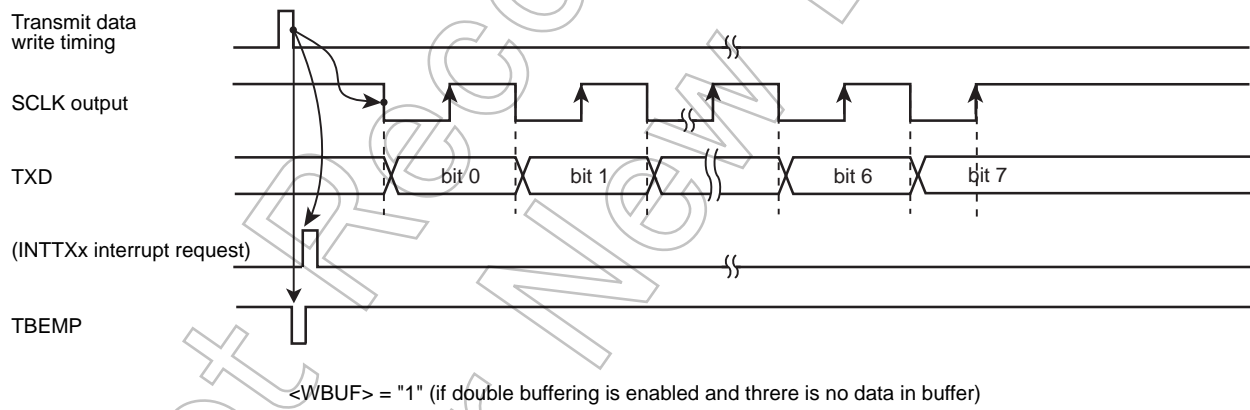 Transmit data
write timing
SCLK output
TXD
bit 0
bit 1
bit 6
bit 7
(INTTXx interrupt request)
TBEMP
<WBUF> = "1" (if double buffering is enabled and threre is no data in buffer)